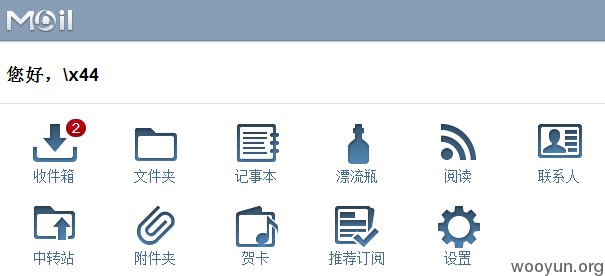 Mail
您好，\x44
2
收件箱 文件夹 记事本 漂流瓶 阅读 联系人
中转站 附件夹 贺卡 推荐订阅 设置
wooyun.org